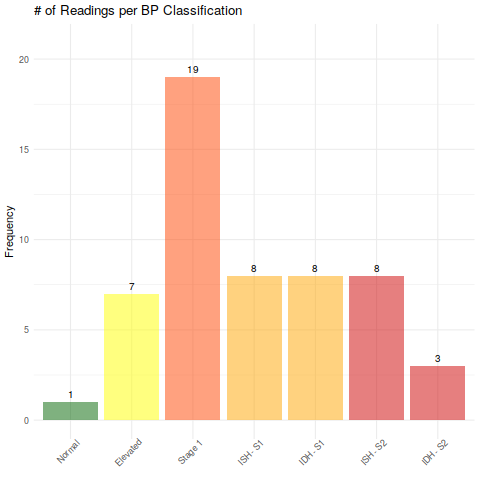 # of Readings per BP Classification
Frequency
20
15
10
5
0
1
7
19
8
8
8
3
Normal
Elevated
Stage 1
ISH - S1
IDH - S1
ISH - S2
IDH - S2